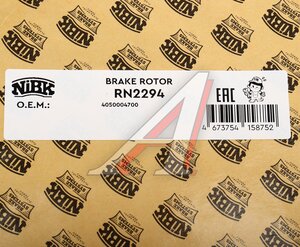 NiBK
BRAKE ROTOR
RN2294
O.E.M.:
4050004700
EAC
4 673754 158752